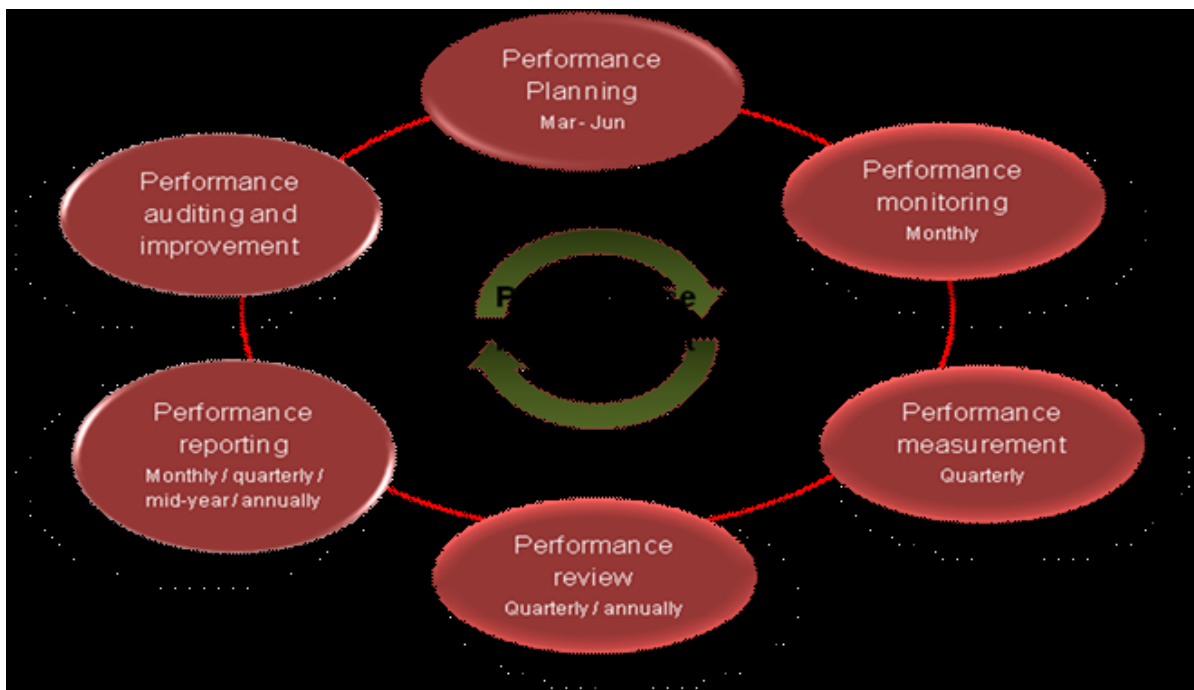 Performance
Planning
Mar- Jun
Performance
monitoring
Monthly
Performance
measurement
Quarterly
Performance
review
Quarterly / annually
Performance
reporting
Monthly / quarterly /
mid-year / annually
Performance
auditing and
improvement